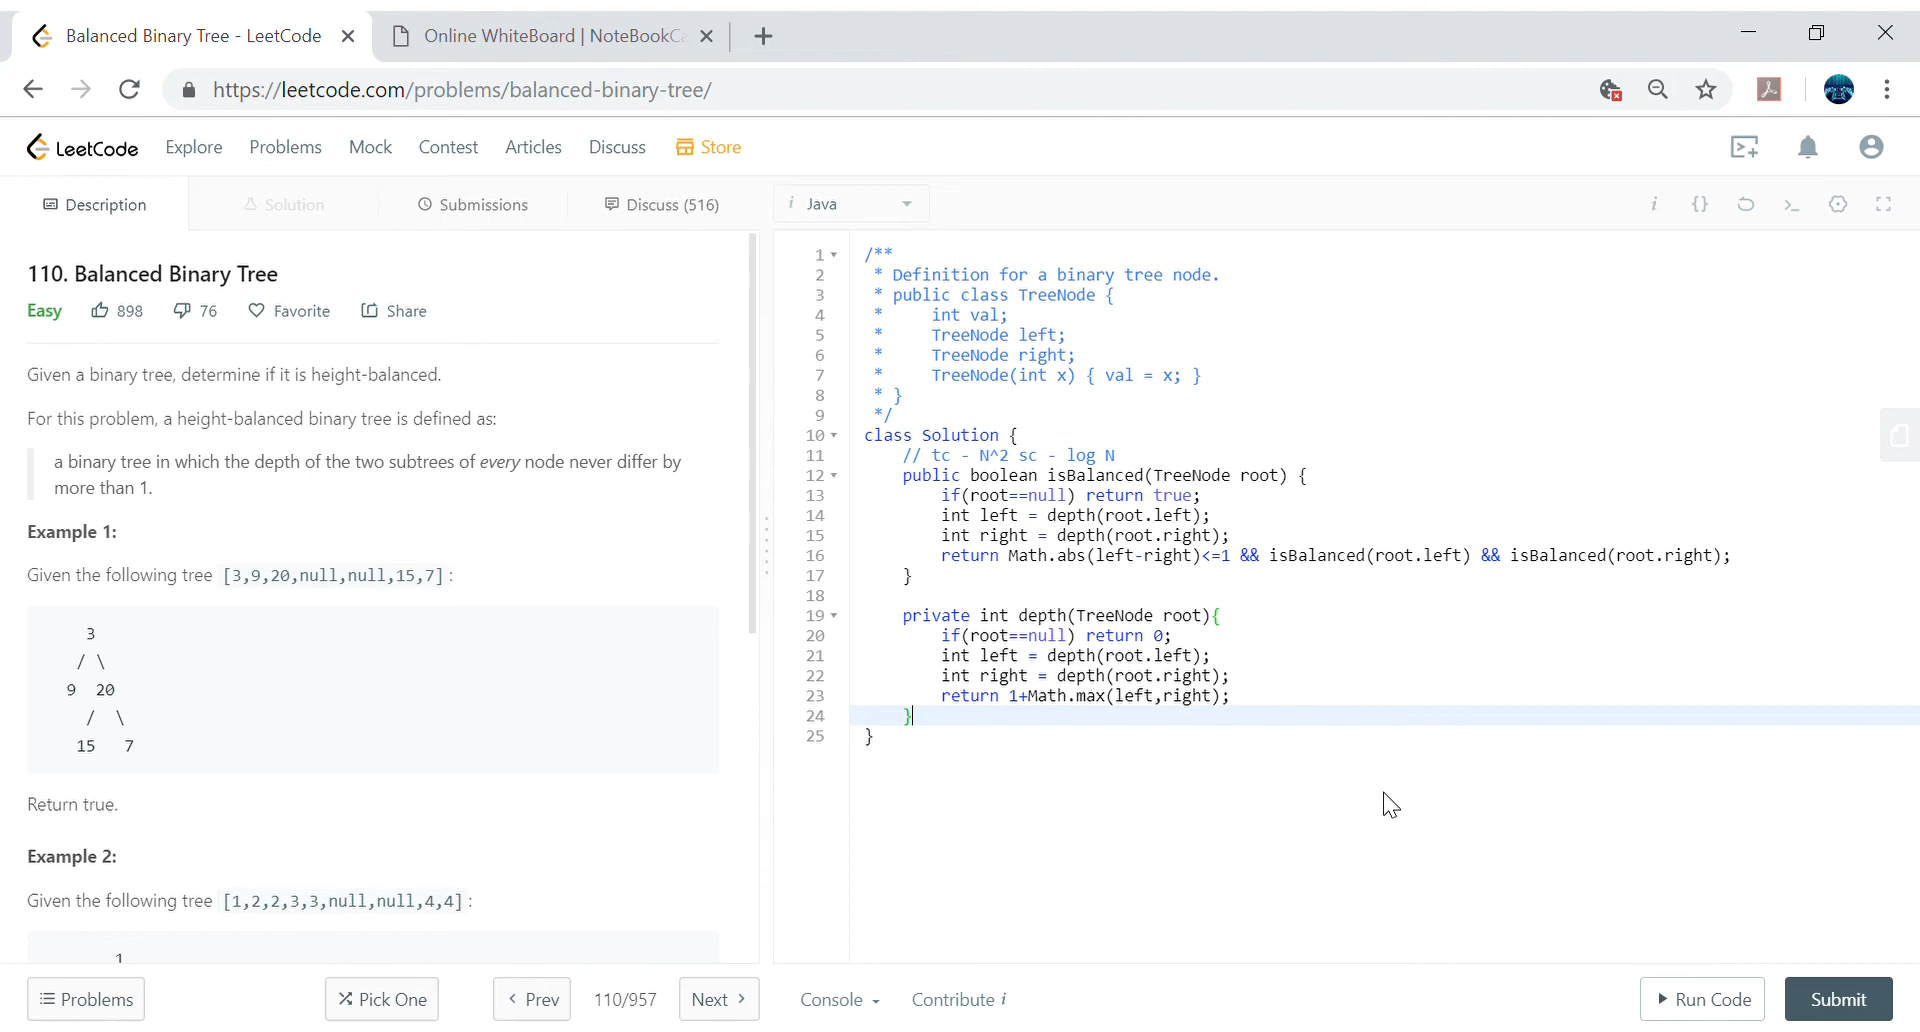 Balanced Binary Tree - LeetCode
Online WhiteBoard | NoteBookC
https://leetcode.com/problems/balanced-binary-tree/
LeetCode Explore Problems Mock Contest Articles Discuss Store
Description Solution Submissions Discuss (516)
i Java
110. Balanced Binary Tree
Easy 898 76 Favorite Share
Given a binary tree, determine if it is height-balanced.
For this problem, a height-balanced binary tree is defined as:
a binary tree in which the depth of the two subtrees of every node never differ by
more than 1.
Example 1:
Given the following tree [3,9,20,null,null,15,7]:
3
/ \
9 20
/ \
15 7
Return true.
Example 2:
Given the following tree [1,2,2,3,3,null,null,4,4]:
1
i {} >_
1 /**
2 * Definition for a binary tree node.
3 * public class TreeNode {
4 * int val;
5 * TreeNode left;
6 * TreeNode right;
7 * TreeNode(int x) { val = x; }
8 * }
9 */
10 class Solution {
11 // tc - N^2 sc - log N
12 public boolean isBalanced(TreeNode root) {
13 if(root==null) return true;
14 int left = depth(root.left);
15 int right = depth(root.right);
16 return Math.abs(left-right)<=1 && isBalanced(root.left) && isBalanced(root.right);
17 }
18
19 private int depth(TreeNode root){
20 if(root==null) return 0;
21 int left = depth(root.left);
22 int right = depth(root.right);
23 return 1+Math.max(left,right);
24 }
25 }
Problems Pick One < Prev 110/957 Next >
Console Contribute i Run Code Submit